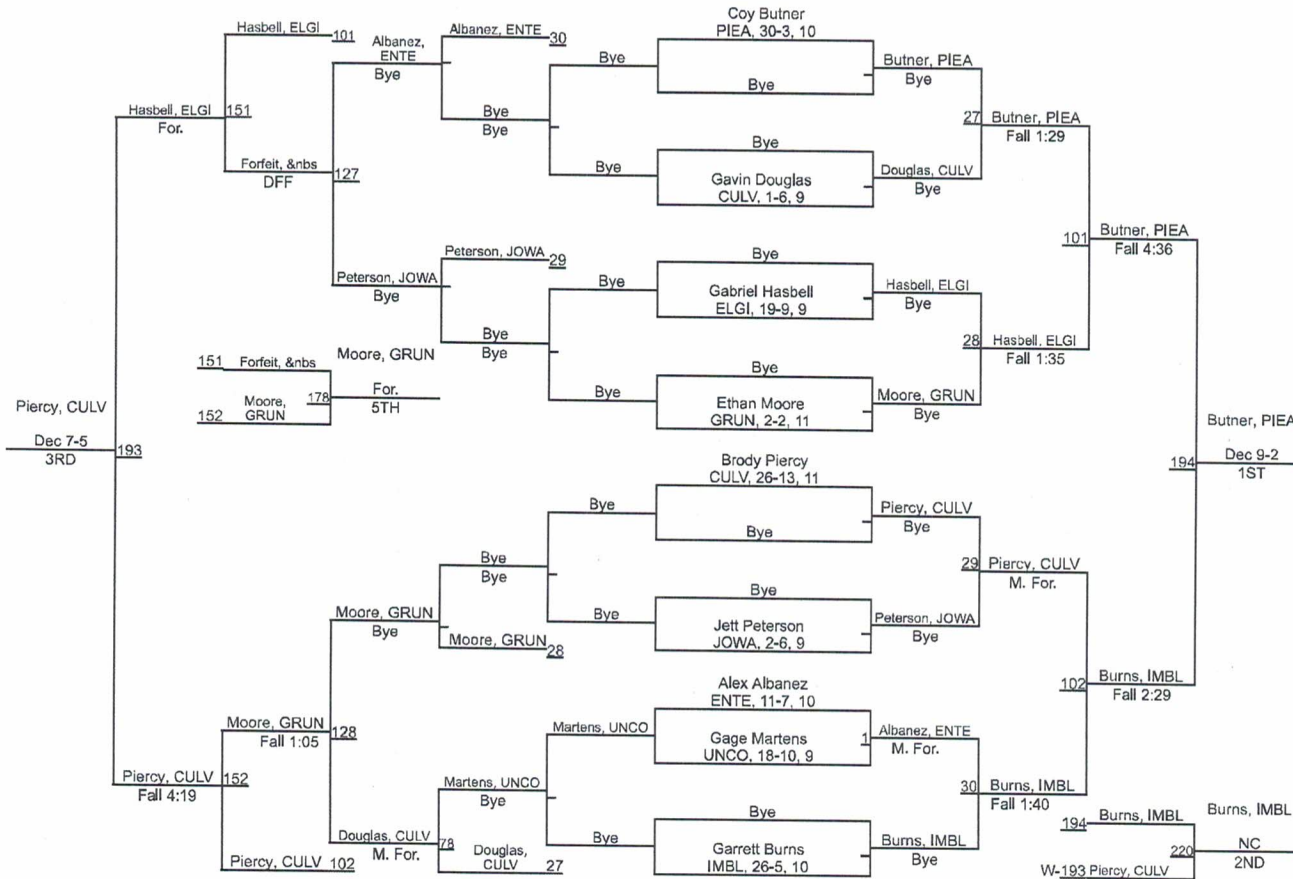 Coy Butner
PIEA, 30-3, 10
Bye
Butner, PIEA
Bye
Bye
Gavin Douglas
CULV, 1-6, 9
Douglas, CULV
Bye
27
Butner, PIEA
Fall 1:29
Bye
Gabriel Hasbell
ELGI, 19-9, 9
Hasbell, ELGI
Bye
Bye
Ethan Moore
GRUN, 2-2, 11
Moore, GRUN
Bye
28
Hasbell, ELGI
Fall 1:35
101
Butner, PIEA
Fall 4:36
Brody Piercy
CULV, 26-13, 11
Bye
Piercy, CULV
Bye
Bye
Jett Peterson
JOWA, 2-6, 9
Peterson, JOWA
Bye
29
Piercy, CULV
M. For.
Alex Albanez
ENTE, 11-7, 10
Gage Martens
UNCO, 18-10, 9
1
Albanez, ENTE
M. For.
Bye
Garrett Burns
IMBL, 26-5, 10
Burns, IMBL
Bye
30
Burns, IMBL
Fall 1:40
102
Burns, IMBL
Fall 2:29
194
Butner, PIEA
Dec 9-2
1ST
194
Burns, IMBL
W-193 Piercy, CULV
220
Burns, IMBL
NC
2ND
Bye
Bye
Bye
Bye
Albanez, ENTE
30
Albanez,
ENTE
Bye
Bye
Bye
Bye
Bye
Peterson, JOWA
29
Peterson, JOWA
Bye
127
Forfeit, &nbs
DFF
Hasbell, ELGI
101
151
Hasbell, ELGI
For.
151
Forfeit, &nbs
152
Moore,
GRUN
178
Moore, GRUN
For.
5TH
Bye
Bye
Bye
Bye
Moore, GRUN
28
Moore, GRUN
Bye
Martens, UNCO
Bye
Martens, UNCO
Bye
Douglas,
CULV
27
78
Douglas, CULV
M. For.
128
Moore, GRUN
Fall 1:05
Piercy, CULV
102
152
Piercy, CULV
Fall 4:19
193
Piercy, CULV
Dec 7-5
3RD